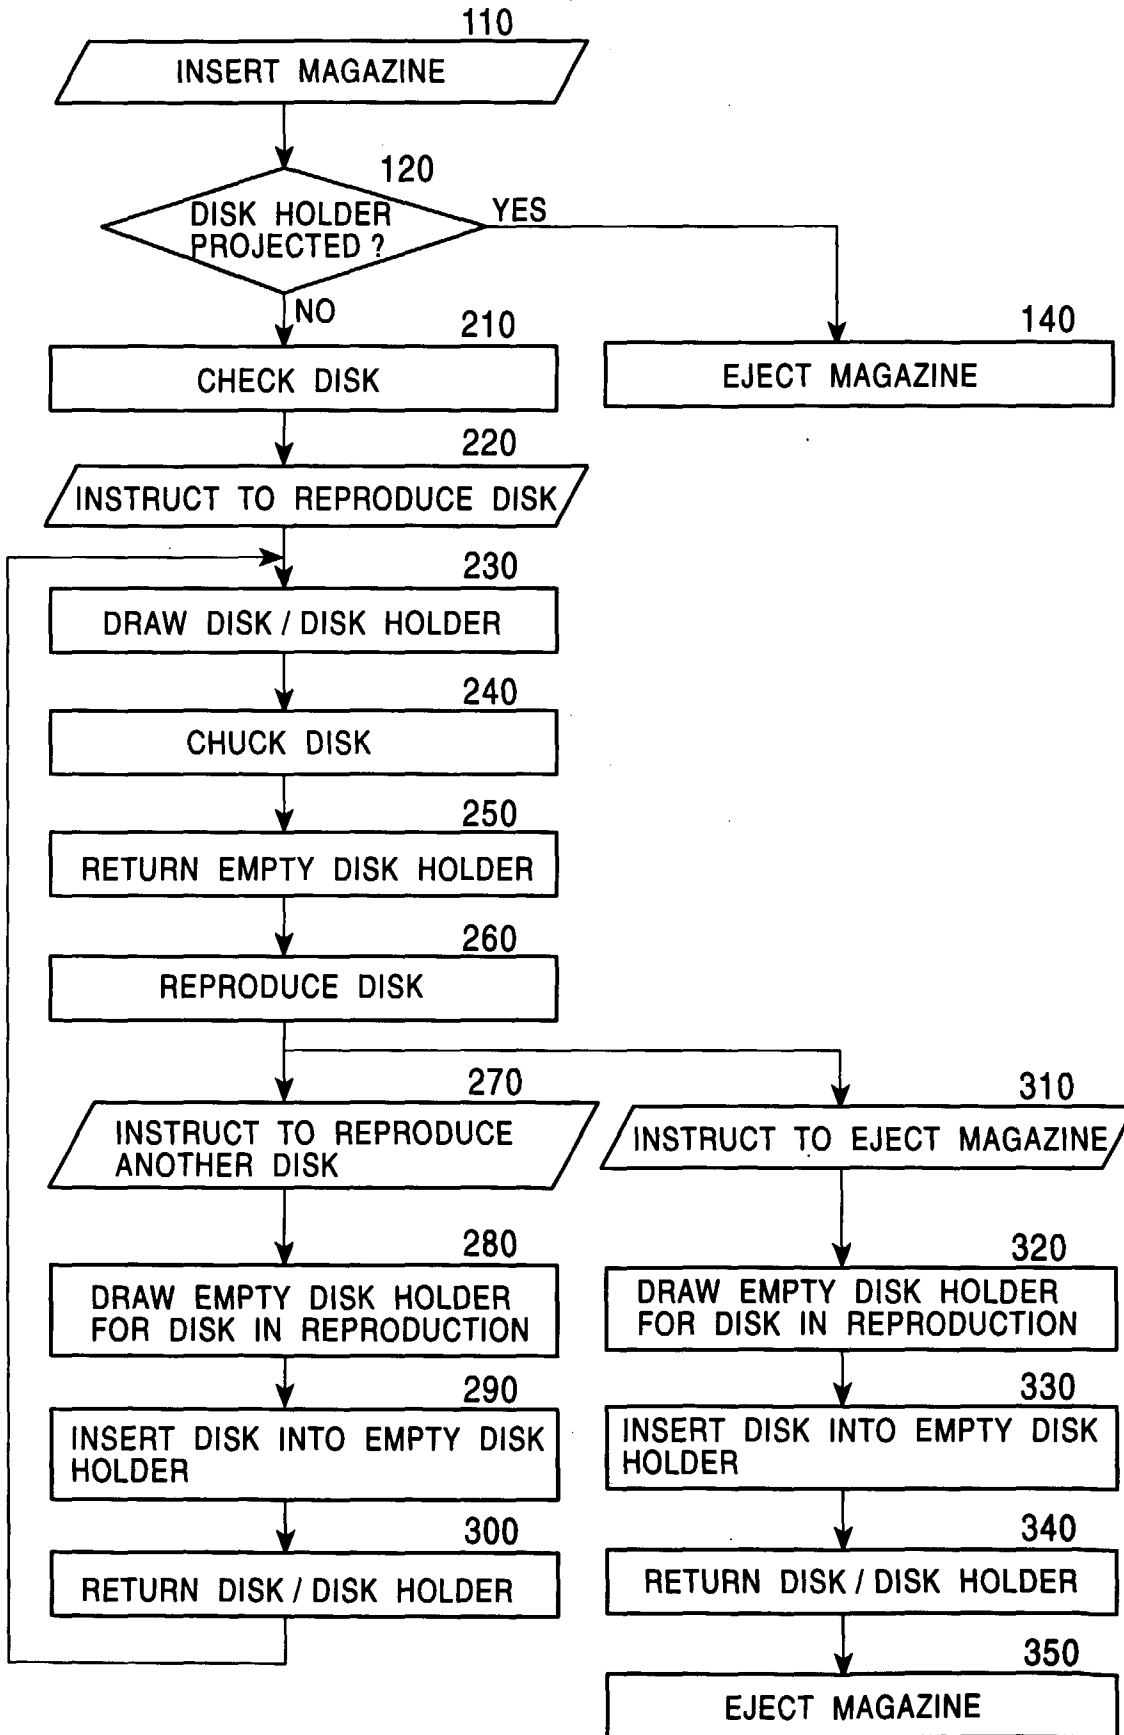 110
INSERT MAGAZINE
120
DISK HOLDER
PROJECTED ?
YES
NO
210
CHECK DISK
140
EJECT MAGAZINE
220
INSTRUCT TO REPRODUCE DISK
230
DRAW DISK / DISK HOLDER
240
CHUCK DISK
250
RETURN EMPTY DISK HOLDER
260
REPRODUCE DISK
270
INSTRUCT TO REPRODUCE
ANOTHER DISK
310
INSTRUCT TO EJECT MAGAZINE
280
DRAW EMPTY DISK HOLDER
FOR DISK IN REPRODUCTION
320
DRAW EMPTY DISK HOLDER
FOR DISK IN REPRODUCTION
290
INSERT DISK INTO EMPTY DISK
HOLDER
330
INSERT DISK INTO EMPTY DISK
HOLDER
300
RETURN DISK / DISK HOLDER
340
RETURN DISK / DISK HOLDER
350
EJECT MAGAZINE